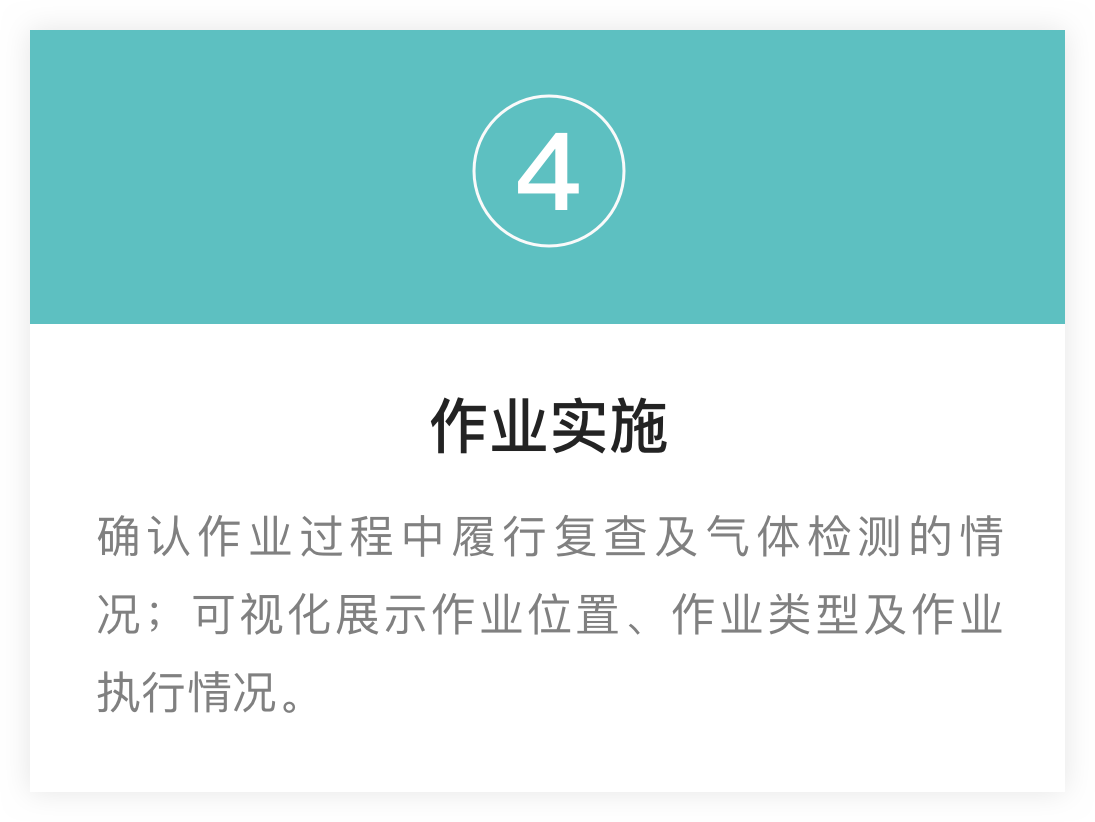 4
作业实施
确认作业过程中履行复查及气体检测的情
况；可视化展示作业位置、作业类型及作业
执行情况。